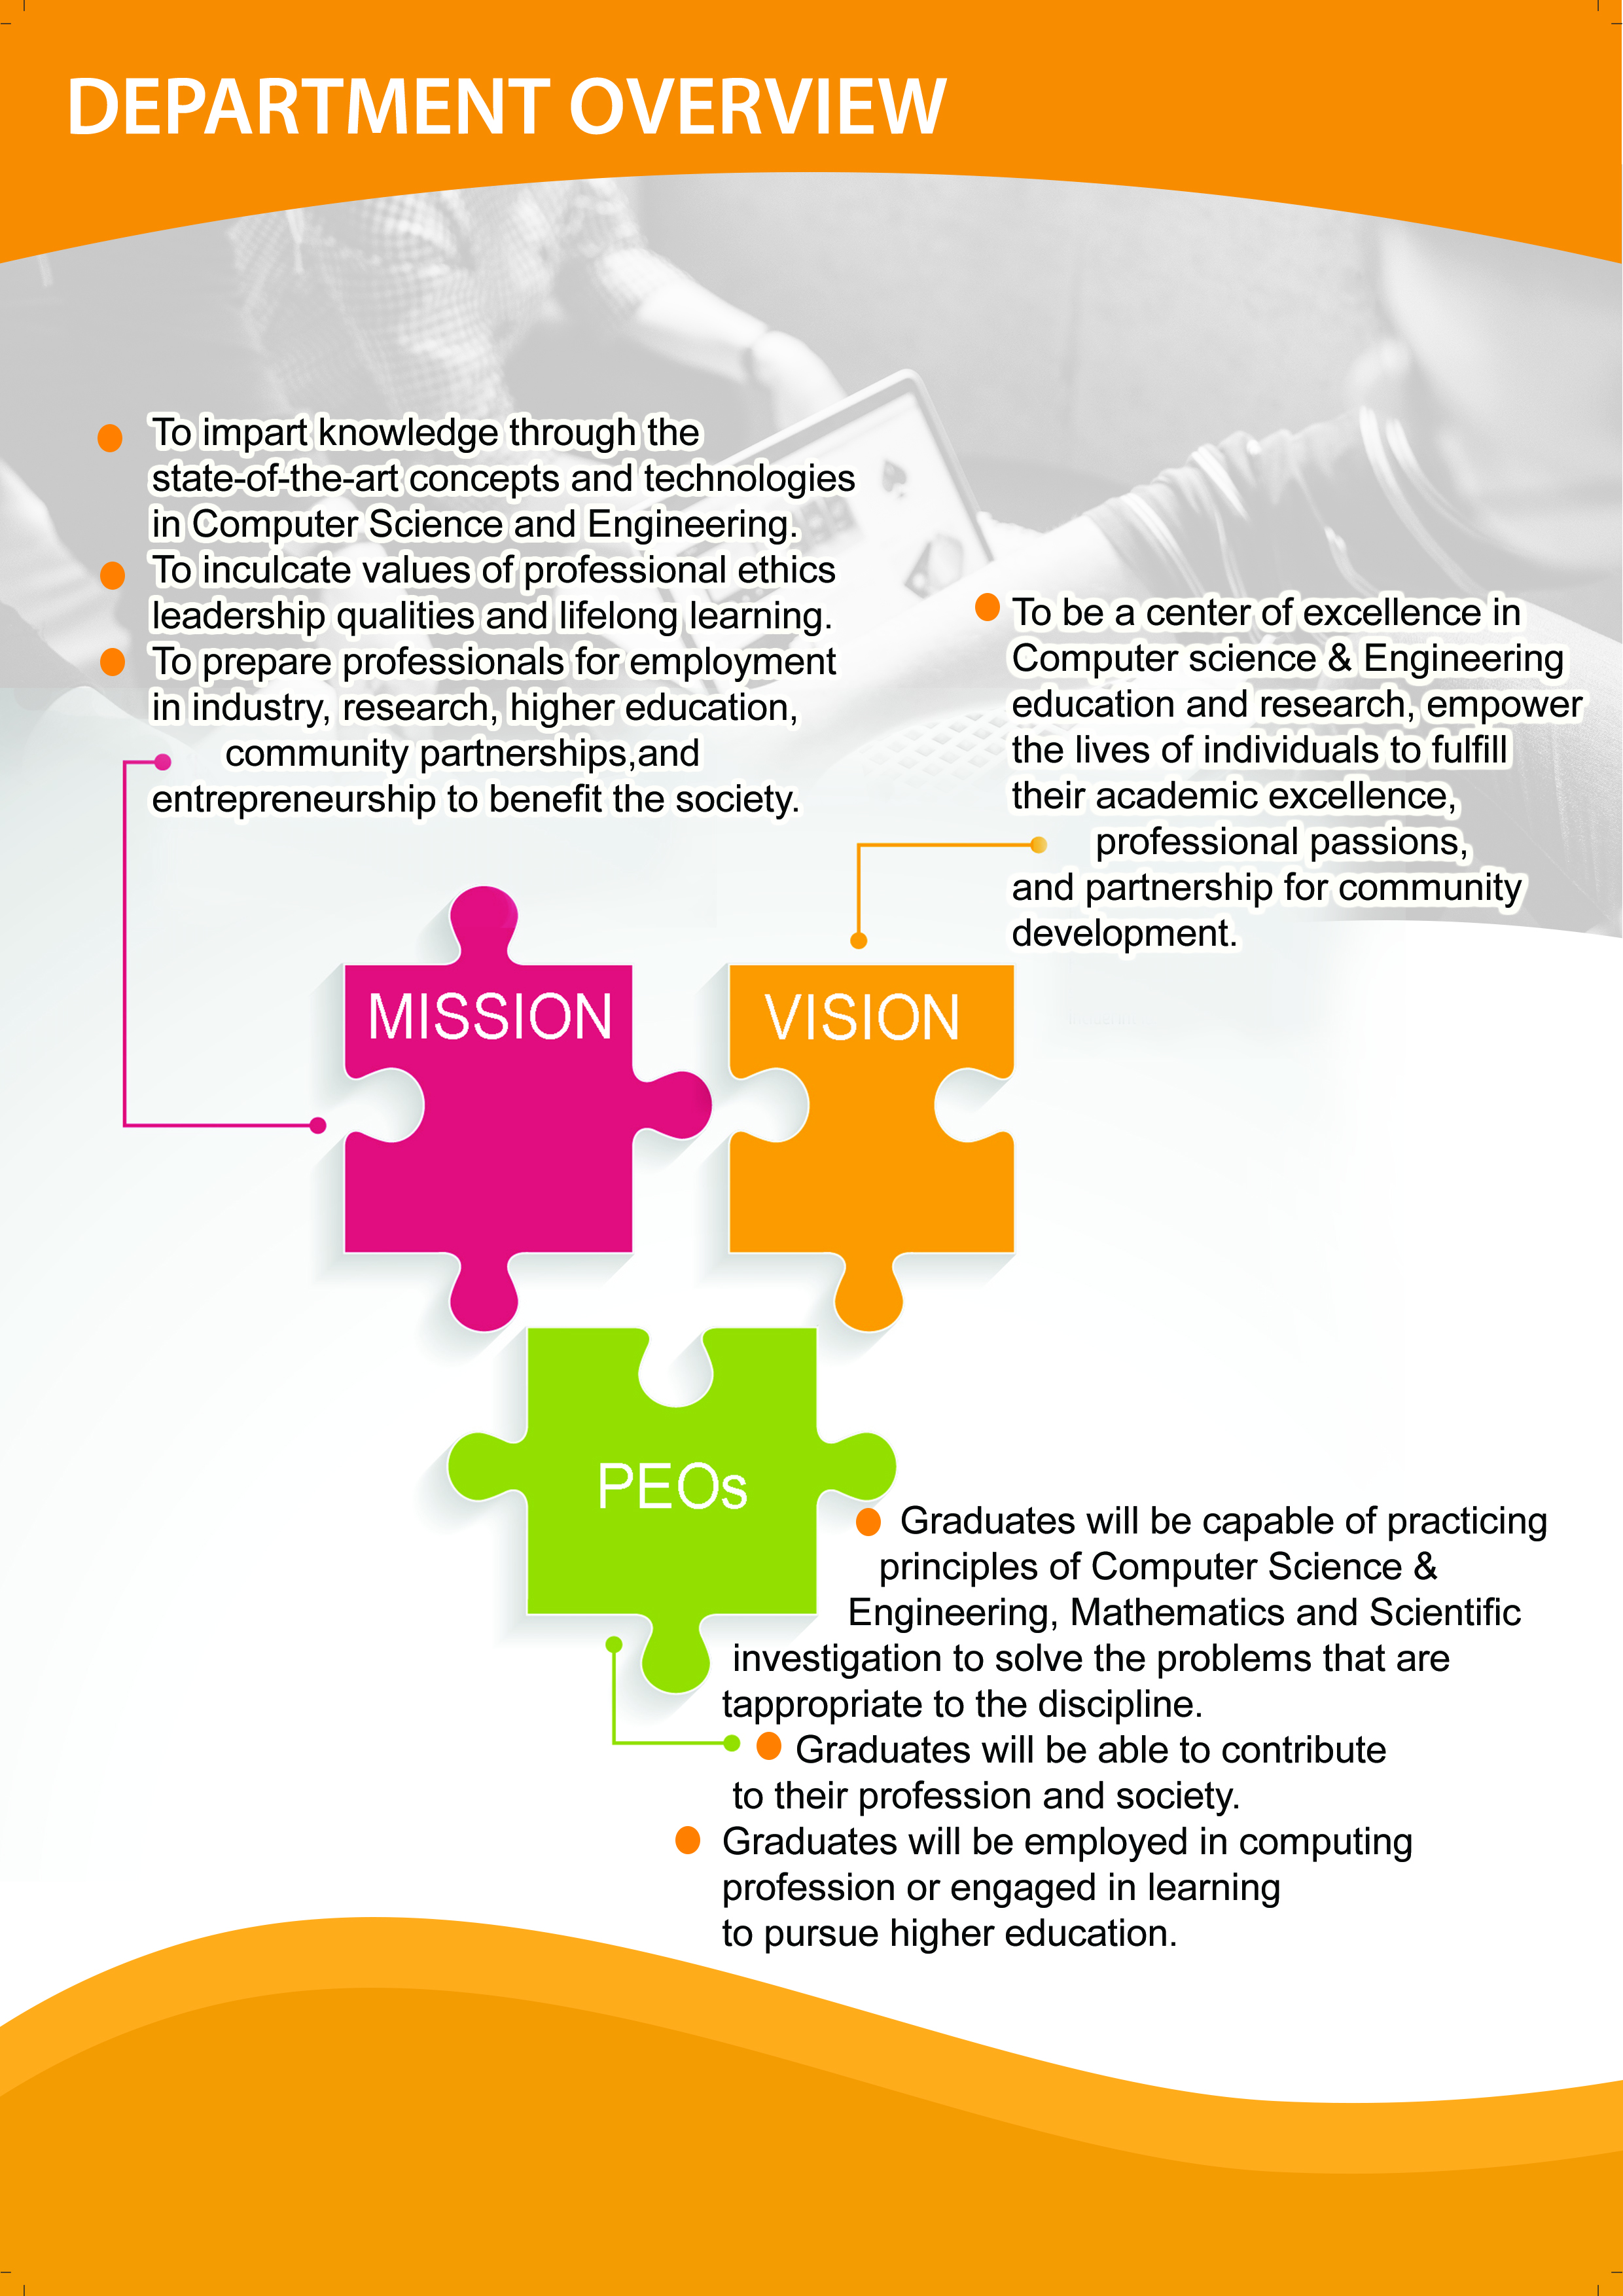 DEPARTMENT OVERVIEW
To impart knowledge through the
state-of-the-art concepts and technologies
in Computer Science and Engineering.
To inculcate values of professional ethics
leadership qualities and lifelong learning.
To prepare professionals for employment
in industry, research, higher education,
community partnerships,and
entrepreneurship to benefit the society.
To be a center of excellence in
Computer science & Engineering
education and research, empower
the lives of individuals to fulfill
their academic excellence,
professional passions,
and partnership for community
development.
MISSION
VISION
PEOs
Graduates will be capable of practicing
principles of Computer Science &
Engineering, Mathematics and Scientific
investigation to solve the problems that are
tappropriate to the discipline.
Graduates will be able to contribute
to their profession and society.
Graduates will be employed in computing
profession or engaged in learning
to pursue higher education.